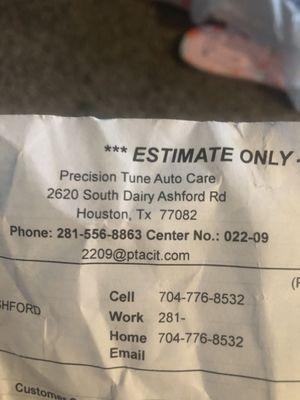 *** ESTIMATE ONLY -
Precision Tune Auto Care
2620 South Dairy Ashford Rd
Houston, Tx 77082
Phone: 281-556-8863 Center No.: 022-09
2209@ptacit.com
Cell 704-776-8532
SHFORD
Work 281-
Home 704-776-8532
Email
Customer